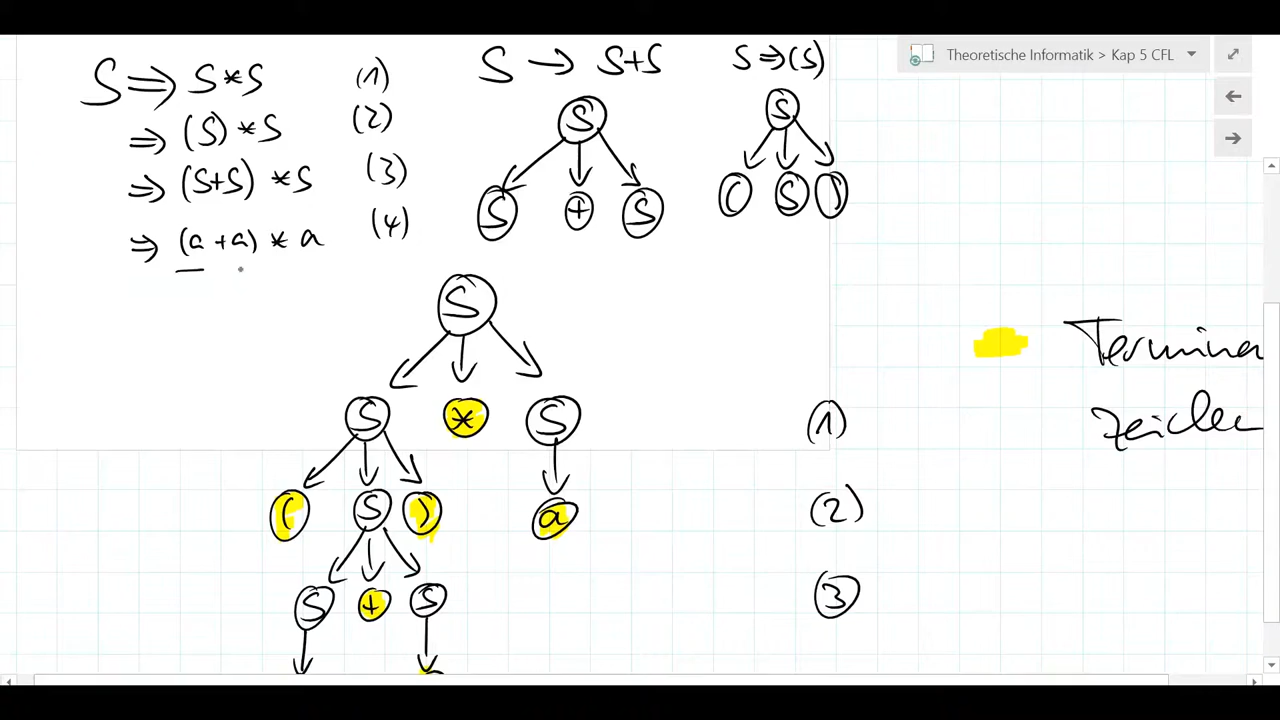 Theoretische Informatik > Kap 5 CFL
S ⇒ S*S (1)
⇒ (S)*S (2)
⇒ (S+S) *S (3)
⇒ (a+a) * a (4)
S → S+S
S
S + S
S ⇒ (S)
S
( S )
S
S * S (1)
( S ) a (2)
S + S (3)
Termina
zeichen